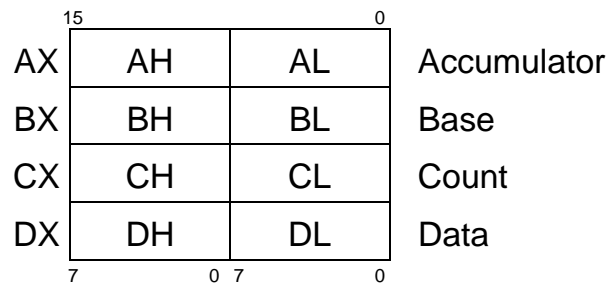 15 0
AX AH AL Accumulator
BX BH BL Base
CX CH CL Count
DX DH DL Data
7 0 7 0